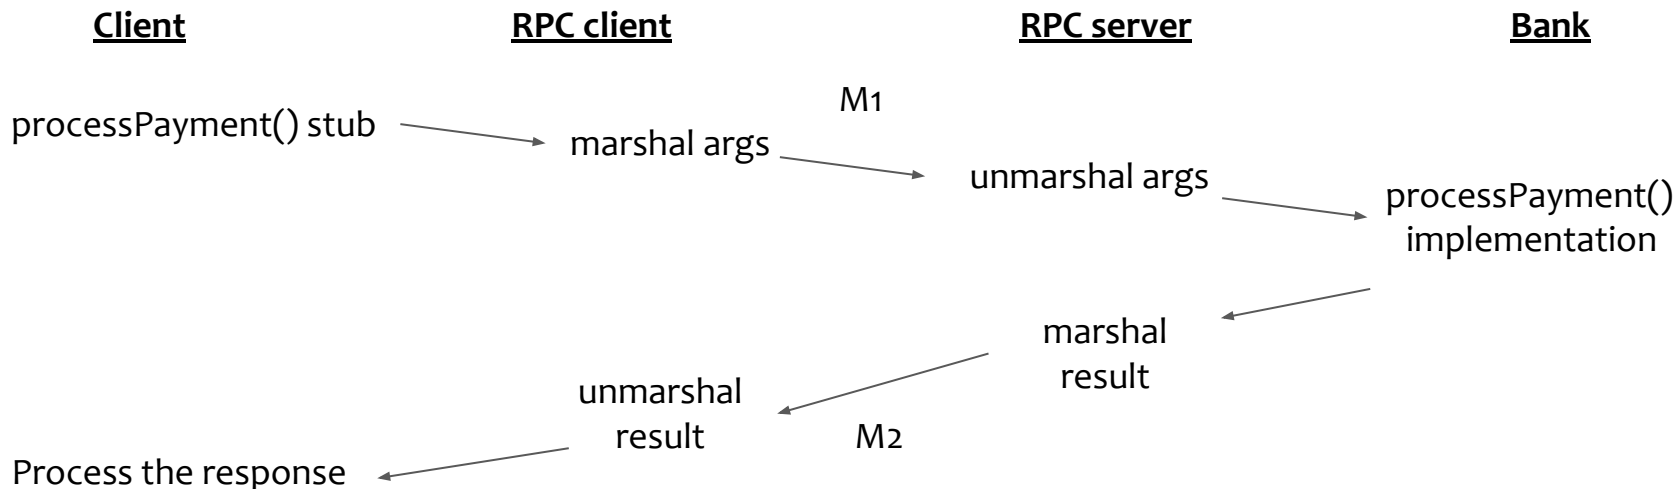 Client RPC client RPC server Bank
M1
processPayment() stub
marshal args
unmarshal args
processPayment()
implementation
marshal
result
unmarshal
result
M2
Process the response